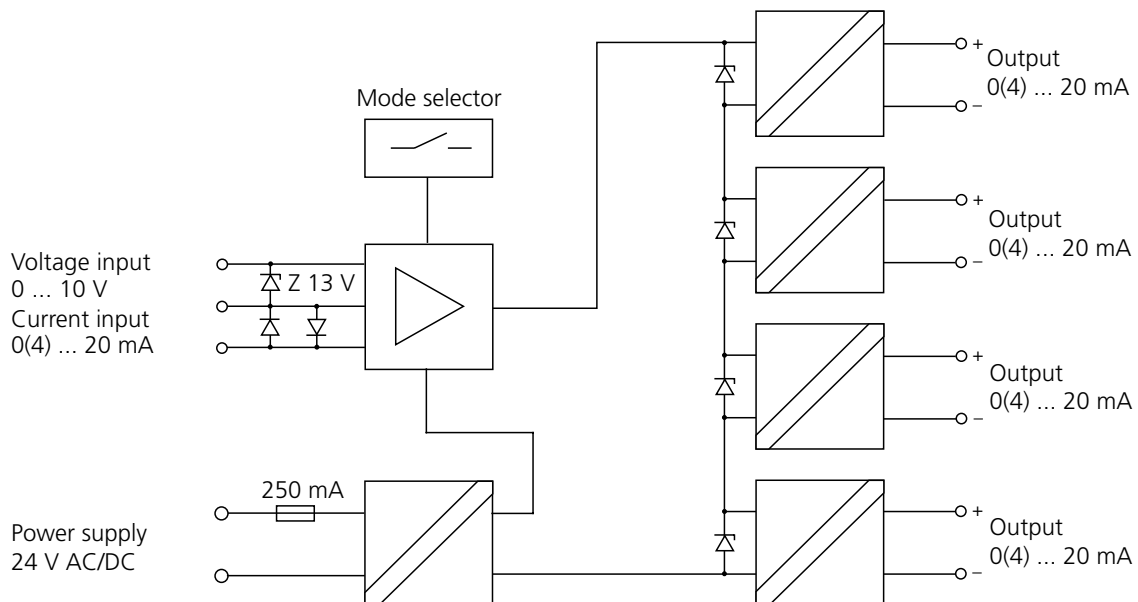 Mode selector
Voltage input
0 ... 10 V
Z 13 V
Current input
0(4) ... 20 mA
250 mA
Power supply
24 V AC/DC
+
Output
0(4) ... 20 mA
−
+
Output
0(4) ... 20 mA
−
+
Output
0(4) ... 20 mA
−
+
Output
0(4) ... 20 mA
−